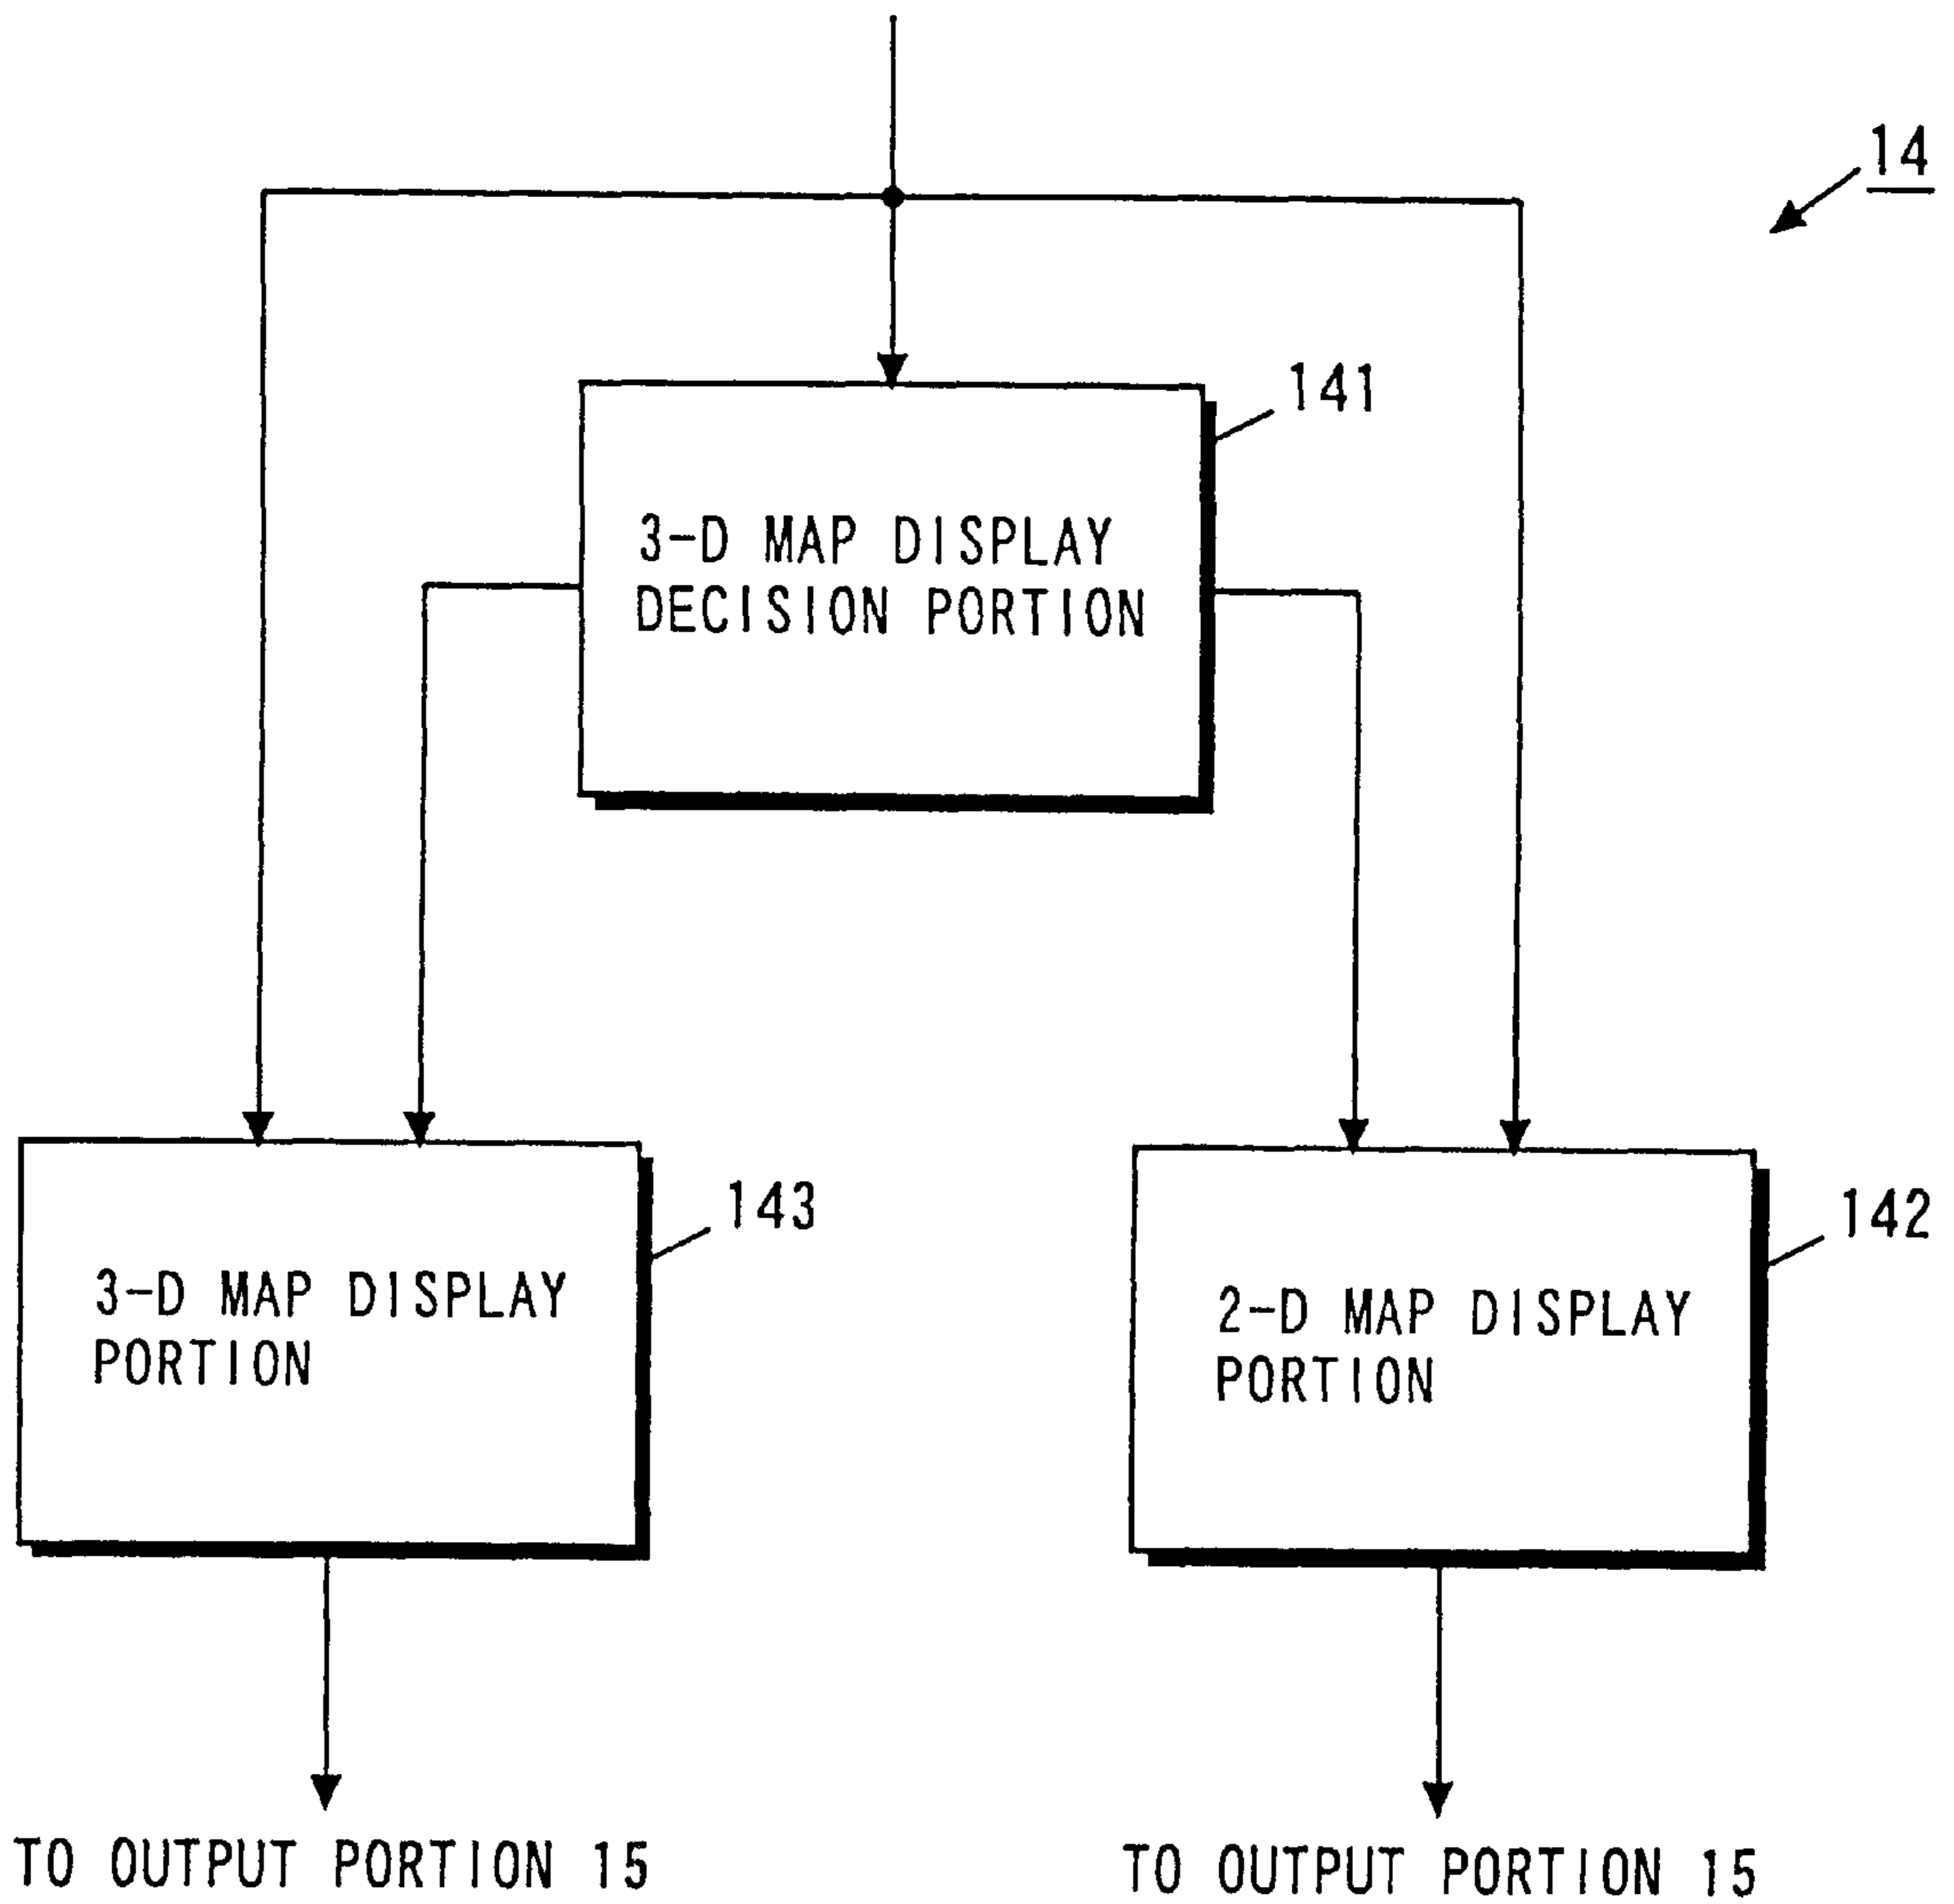 14
141
3-D MAP DISPLAY
DECISION PORTION
143
3-D MAP DISPLAY
PORTION
142
2-D MAP DISPLAY
PORTION
TO OUTPUT PORTION 15
TO OUTPUT PORTION 15